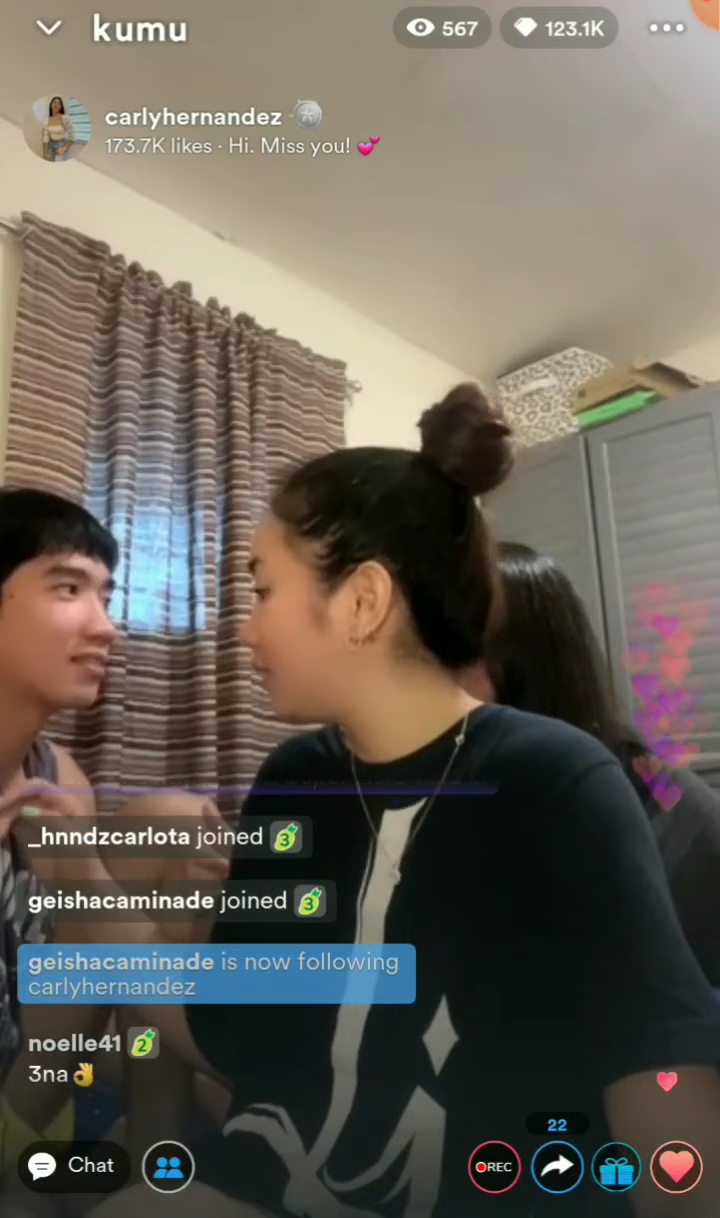 kumu
567
123.1K
carlyhernandez
173.7K likes · Hi. Miss you! 💕
_hnndzcarlota joined 3
geishacaminade joined 3
geishacaminade is now following
carlyhernandez
noelle41 2
3na👌
22
Chat
REC